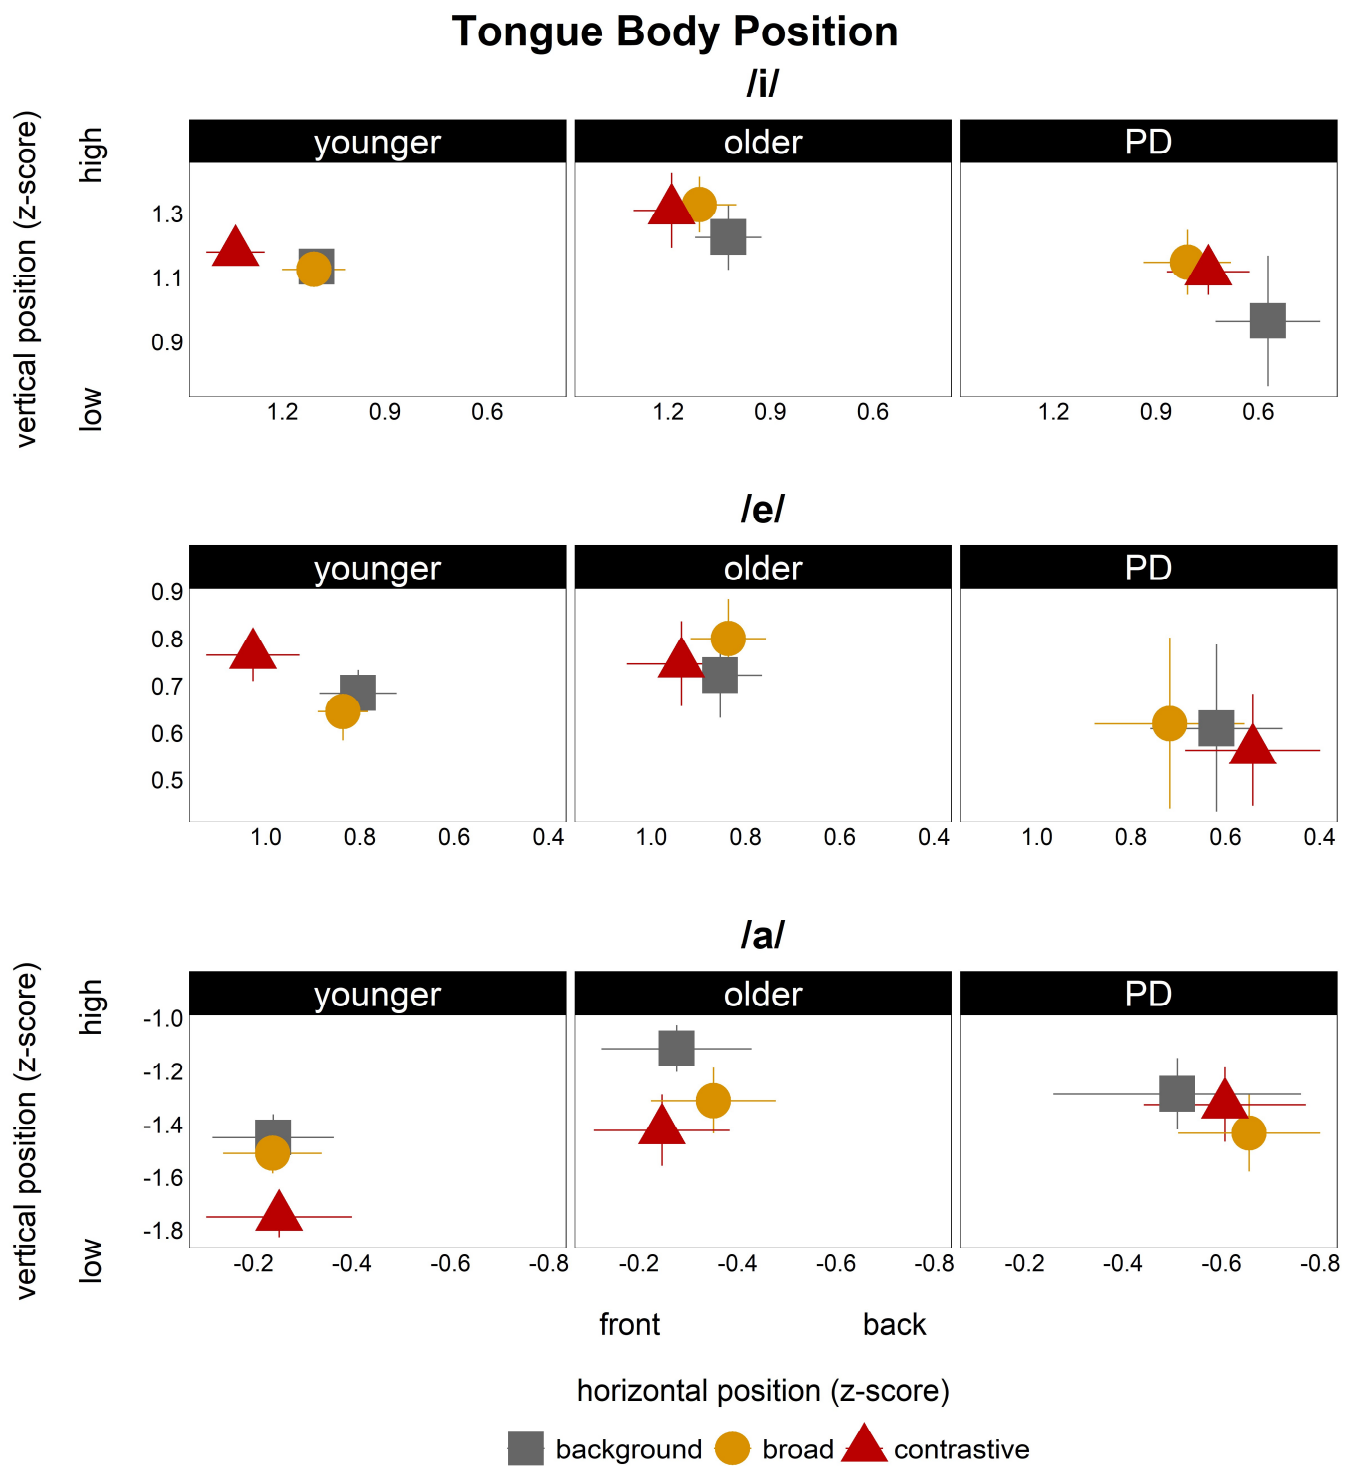 Tongue Body Position
/i/
vertical position (z-score)
high
low
younger older PD
1.3
1.1
0.9
1.2 0.9 0.6 1.2 0.9 0.6 1.2 0.9 0.6
/e/
younger older PD
0.9
0.8
0.7
0.6
0.5
1.0 0.8 0.6 0.4 1.0 0.8 0.6 0.4 1.0 0.8 0.6 0.4
/a/
vertical position (z-score)
high
low
younger older PD
-1.0
-1.2
-1.4
-1.6
-1.8
-0.2 -0.4 -0.6 -0.8 -0.2 -0.4 -0.6 -0.8 -0.2 -0.4 -0.6 -0.8
front back
horizontal position (z-score)
background broad contrastive